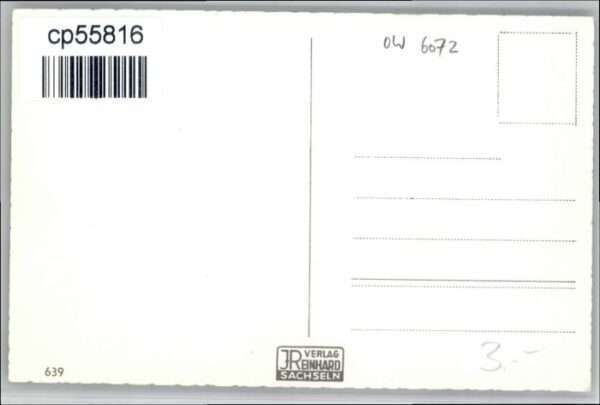 cp55816
OW 6072
639
JR VERLAG
REINHARD
SACHSELN
3.-